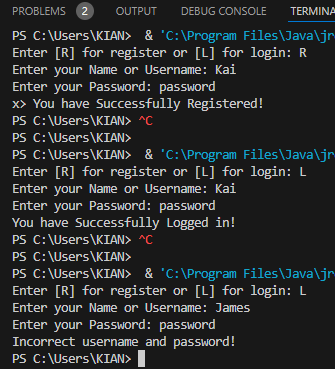 PROBLEMS 2 OUTPUT DEBUG CONSOLE TERMINA
PS C:\Users\KIAN> & 'C:\Program Files\Java\jr
Enter [R] for register or [L] for login: R
Enter your Name or Username: Kai
Enter your Password: password
x> You have Successfully Registered!
PS C:\Users\KIAN> ^C
PS C:\Users\KIAN>
PS C:\Users\KIAN> & 'C:\Program Files\Java\jr
Enter [R] for register or [L] for login: L
Enter your Name or Username: Kai
Enter your Password: password
You have Successfully Logged in!
PS C:\Users\KIAN> ^C
PS C:\Users\KIAN>
PS C:\Users\KIAN> & 'C:\Program Files\Java\jr
Enter [R] for register or [L] for login: L
Enter your Name or Username: James
Enter your Password: password
Incorrect username and password!
PS C:\Users\KIAN>